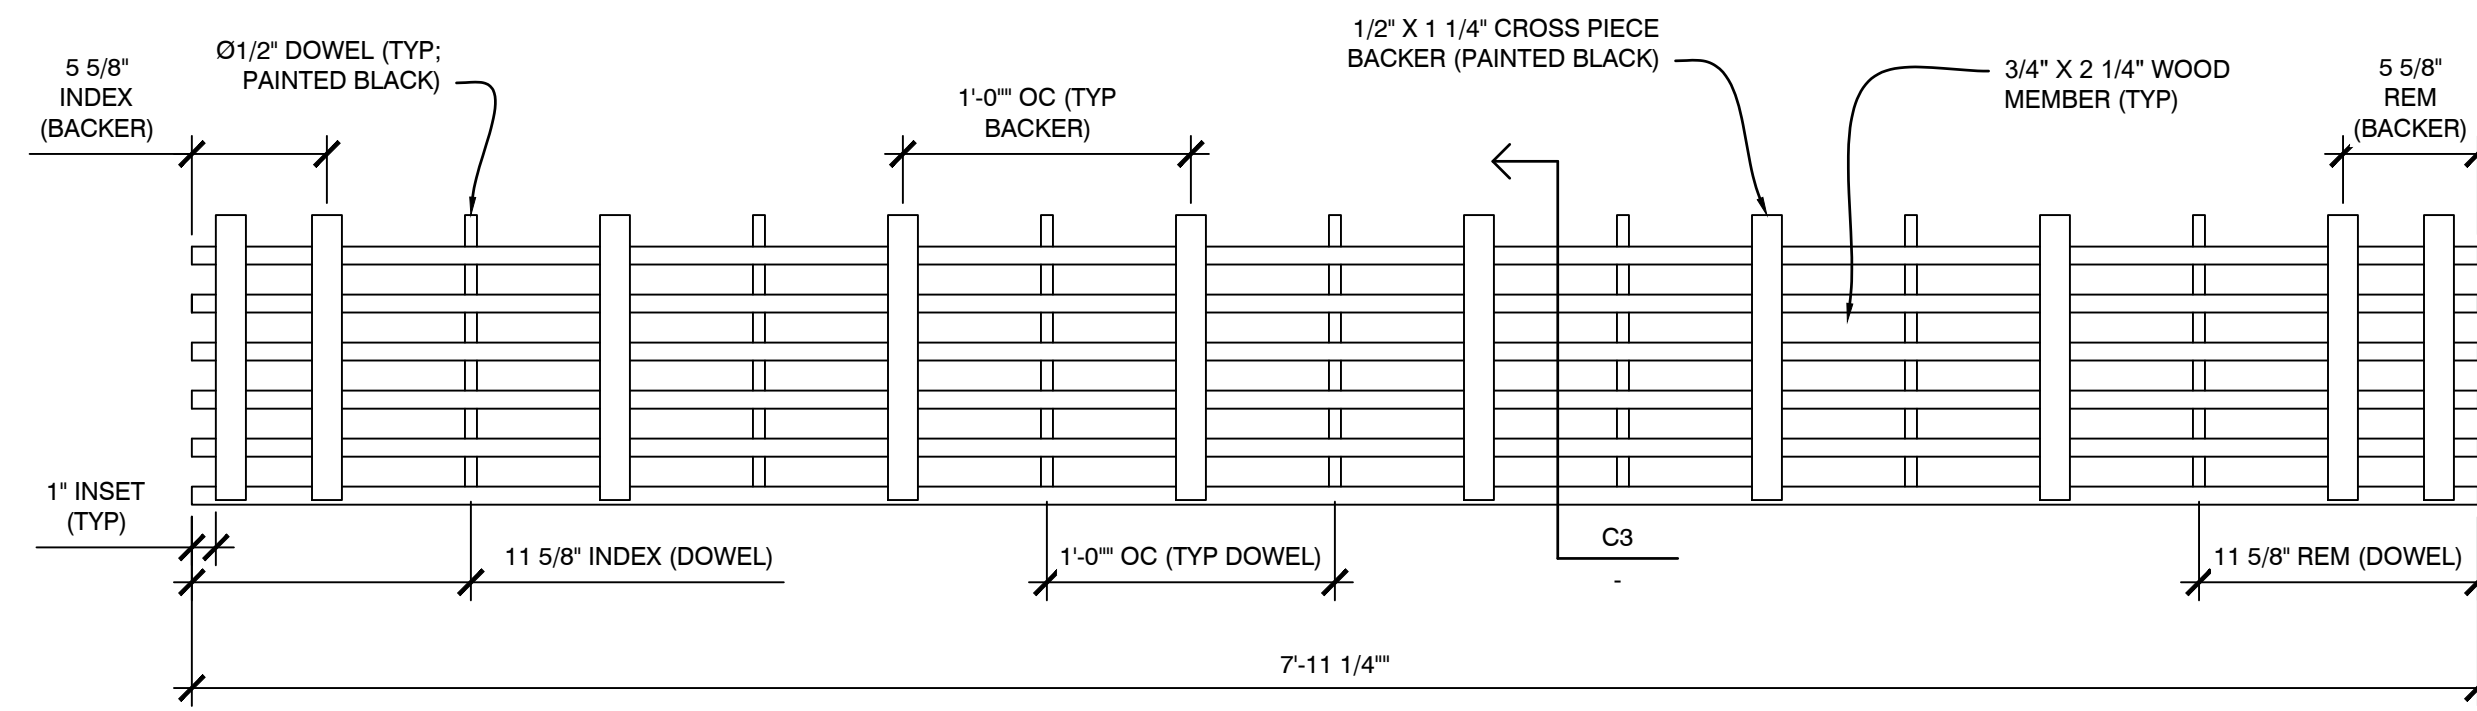 5 5/8"
INDEX
(BACKER)
Ø1/2" DOWEL (TYP;
PAINTED BLACK)
1'-0"" OC (TYP
BACKER)
1/2" X 1 1/4" CROSS PIECE
BACKER (PAINTED BLACK)
3/4" X 2 1/4" WOOD
MEMBER (TYP)
5 5/8"
REM
(BACKER)
1" INSET
(TYP)
11 5/8" INDEX (DOWEL)
1'-0"" OC (TYP DOWEL)
C3
-
11 5/8" REM (DOWEL)
7'-11 1/4""